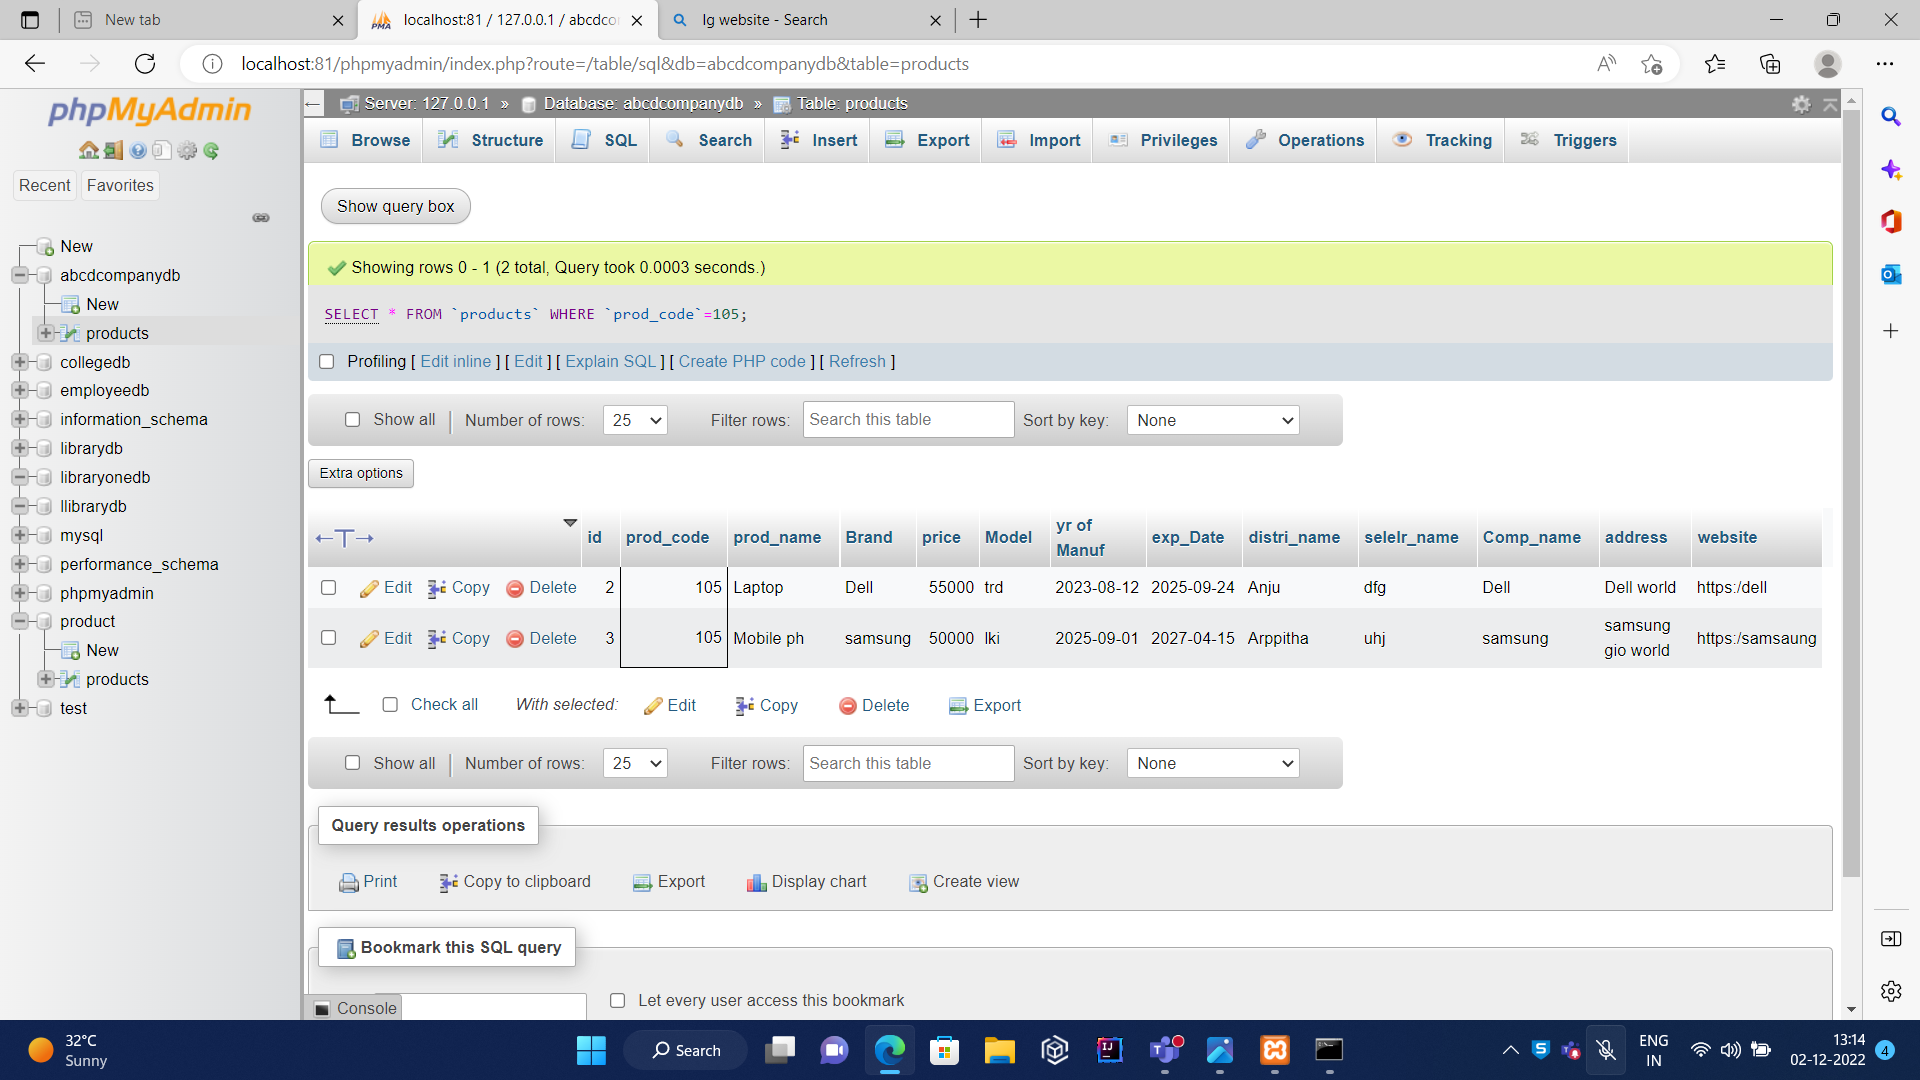 New tab
localhost:81 / 127.0.0.1 / abcdco
lg website - Search
localhost:81/phpmyadmin/index.php?route=/table/sql&db=abcdcompanydb&table=products
phpMyAdmin
Recent
Favorites
New
abcdcompanydb
New
products
collegedb
employeedb
information_schema
librarydb
libraryonedb
llibrarydb
mysql
performance_schema
phpmyadmin
product
New
products
test
Server: 127.0.0.1 » Database: abcdcompanydb » Table: products
Browse Structure SQL Search Insert Export Import Privileges Operations Tracking Triggers
Show query box
Showing rows 0 - 1 (2 total, Query took 0.0003 seconds.)
SELECT * FROM `products` WHERE `prod_code`=105;
Profiling [ Edit inline ] [ Edit ] [ Explain SQL ] [ Create PHP code ] [ Refresh ]
Show all Number of rows: 25 Filter rows: Search this table Sort by key: None
Extra options
id prod_code prod_name Brand price Model yr of Manuf exp_Date distri_name selelr_name Comp_name address website
Edit Copy Delete 2 105 Laptop Dell 55000 trd 2023-08-12 2025-09-24 Anju dfg Dell Dell world https:/dell
Edit Copy Delete 3 105 Mobile ph samsung 50000 lki 2025-09-01 2027-04-15 Arppitha uhj samsung samsung gio world https:/samsaung
Check all With selected: Edit Copy Delete Export
Show all Number of rows: 25 Filter rows: Search this table Sort by key: None
Query results operations
Print Copy to clipboard Export Display chart Create view
Bookmark this SQL query
Console
Let every user access this bookmark
32°C
Sunny
Search
ENG
IN
13:14
02-12-2022
4